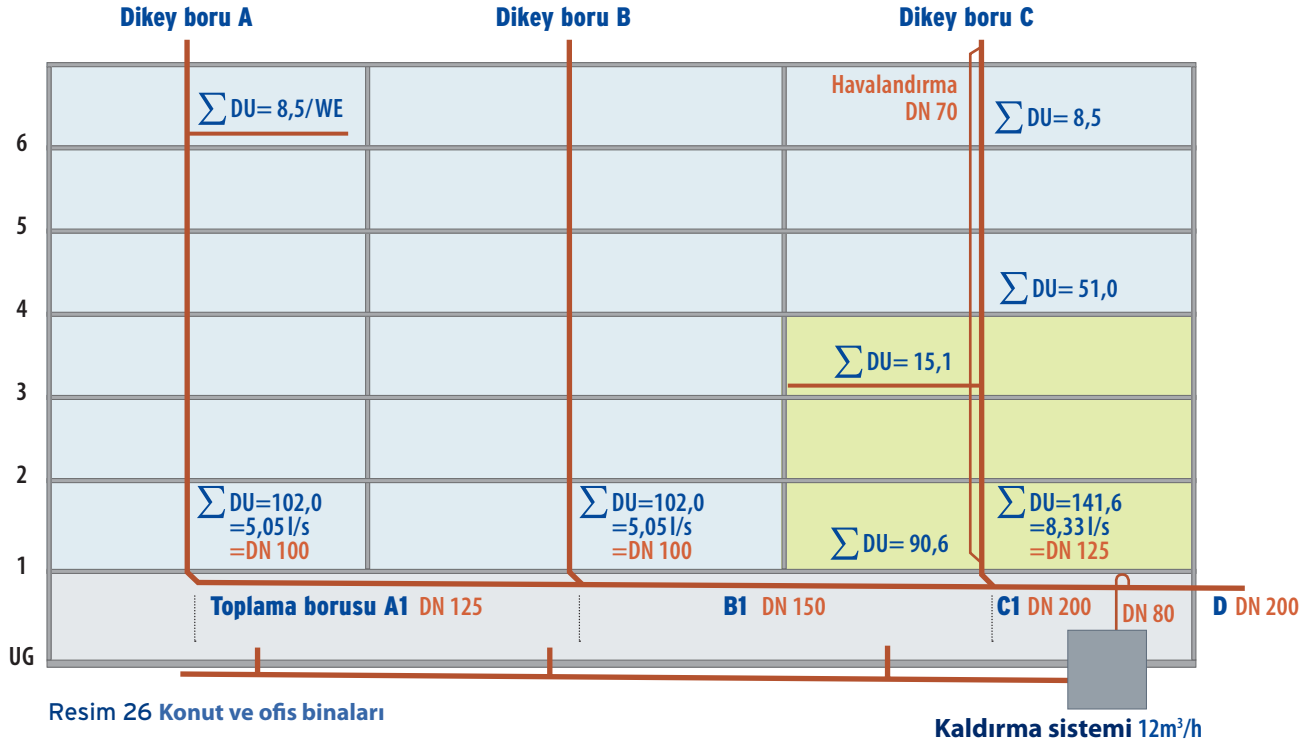 Dikey boru A
Dikey boru B
Dikey boru C
Havalandırma
DN 70
∑ DU= 8,5/WE
∑ DU= 8,5
6
5
∑ DU= 51,0
4
∑ DU= 15,1
3
2
∑ DU=102,0
=5,05 l/s
=DN 100
∑ DU=102,0
=5,05 l/s
=DN 100
∑ DU= 90,6
∑ DU=141,6
=8,33 l/s
=DN 125
1
Toplama borusu A1 DN 125
B1 DN 150
C1 DN 200
DN 80
D DN 200
UG
Resim 26 Konut ve ofis binaları
Kaldırma sistemi 12m³/h